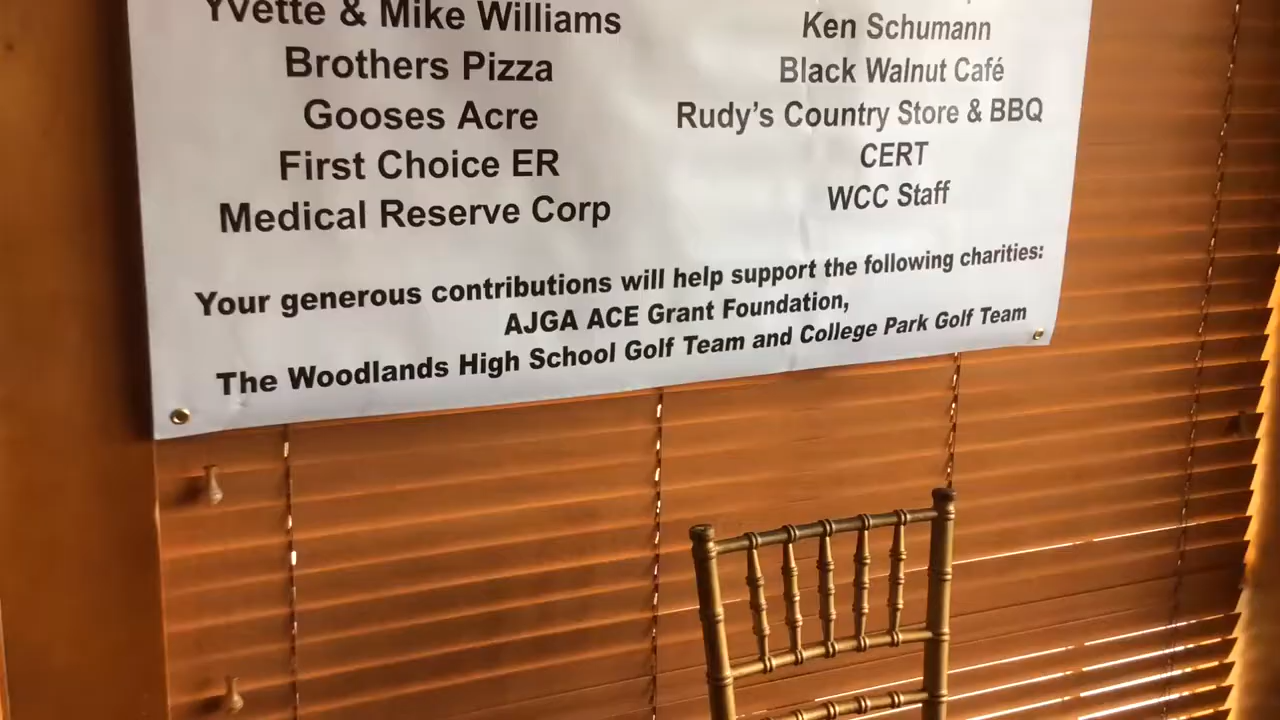 Yvette & Mike Williams
Brothers Pizza
Gooses Acre
First Choice ER
Medical Reserve Corp
Ken Schumann
Black Walnut Café
Rudy's Country Store & BBQ
CERT
WCC Staff
Your generous contributions will help support the following charities:
AJGA ACE Grant Foundation,
The Woodlands High School Golf Team and College Park Golf Team